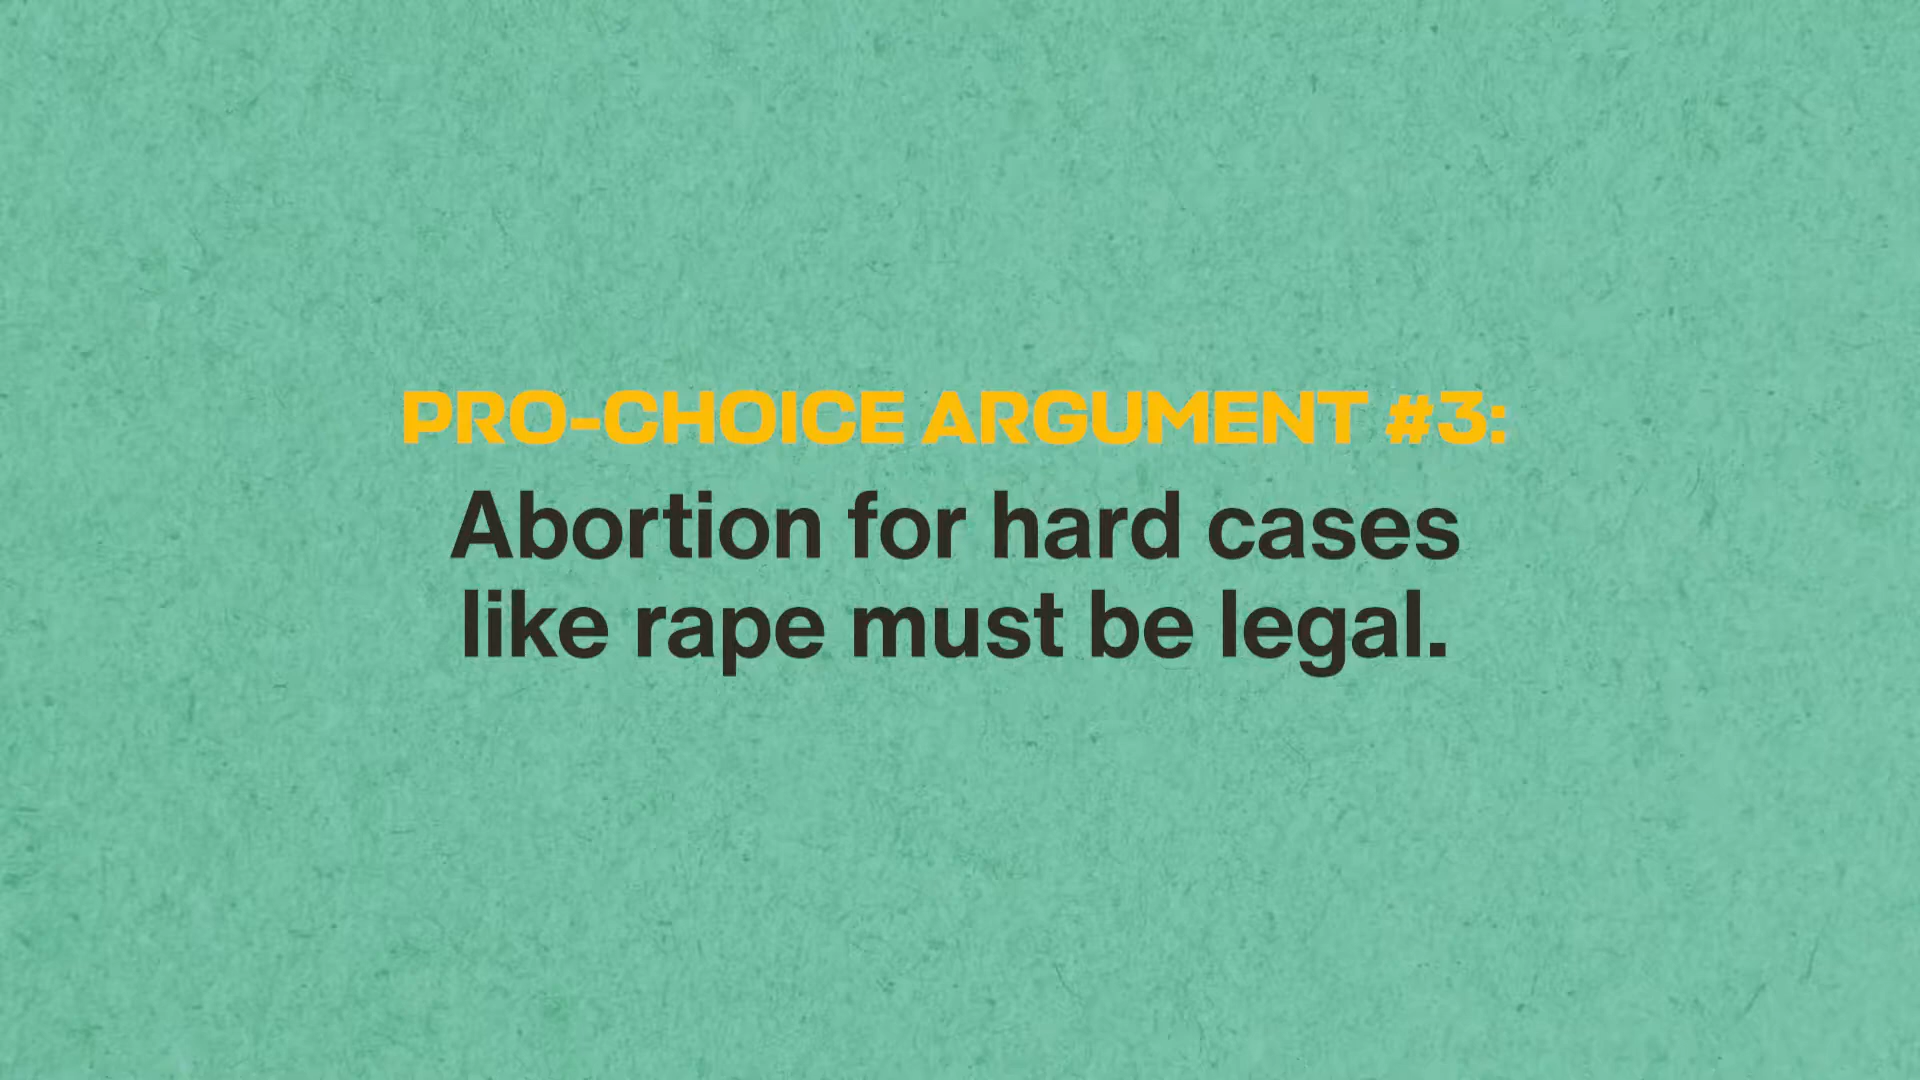 PRO-CHOICE ARGUMENT #3:
Abortion for hard cases
like rape must be legal.